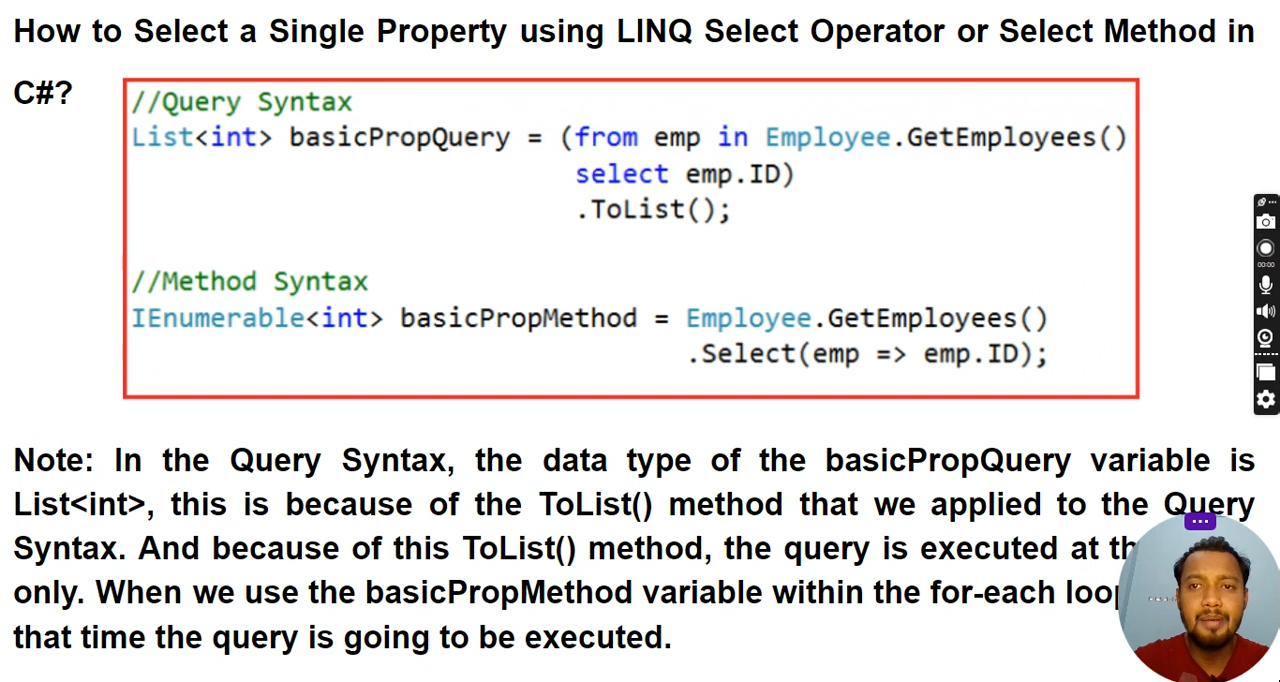 How to Select a Single Property using LINQ Select Operator or Select Method in
C#?
//Query Syntax
List<int> basicPropQuery = (from emp in Employee.GetEmployees()
select emp.ID)
.ToList();
//Method Syntax
IEnumerable<int> basicPropMethod = Employee.GetEmployees()
.Select(emp => emp.ID);
Note: In the Query Syntax, the data type of the basicPropQuery variable is
List<int>, this is because of the ToList() method that we applied to the Query
Syntax. And because of this ToList() method, the query is executed at
only. When we use the basicPropMethod variable within the for-each
that time the query is going to be executed.
00:00